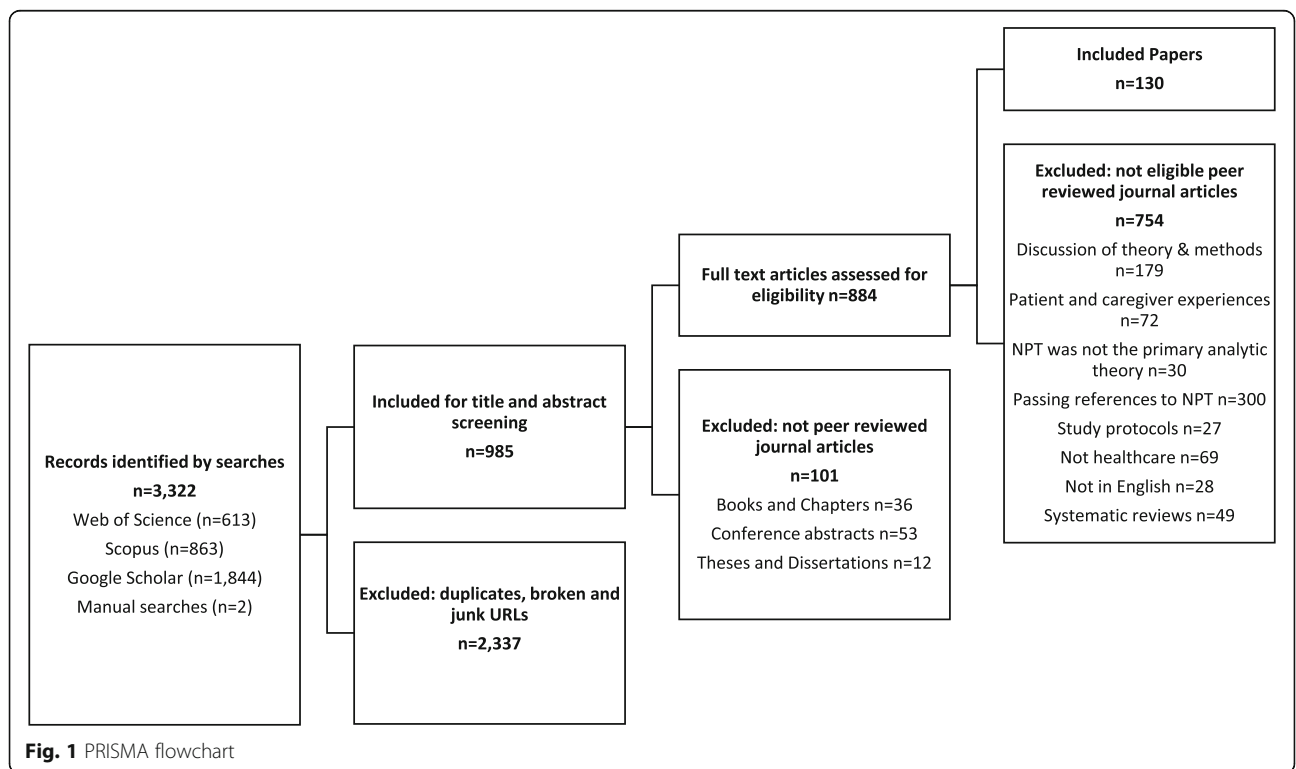 Records identified by searches
n=3,322
Web of Science (n=613)
Scopus (n=863)
Google Scholar (n=1,844)
Manual searches (n=2)
Included for title and abstract
screening
n=985
Excluded: duplicates, broken and
junk URLs
n=2,337
Full text articles assessed for
eligibility n=884
Excluded: not peer reviewed
journal articles
n=101
Books and Chapters n=36
Conference abstracts n=53
Theses and Dissertations n=12
Included Papers
n=130
Excluded: not eligible peer
reviewed journal articles
n=754
Discussion of theory & methods
n=179
Patient and caregiver experiences
n=72
NPT was not the primary analytic
theory n=30
Passing references to NPT n=300
Study protocols n=27
Not healthcare n=69
Not in English n=28
Systematic reviews n=49
Fig. 1 PRISMA flowchart